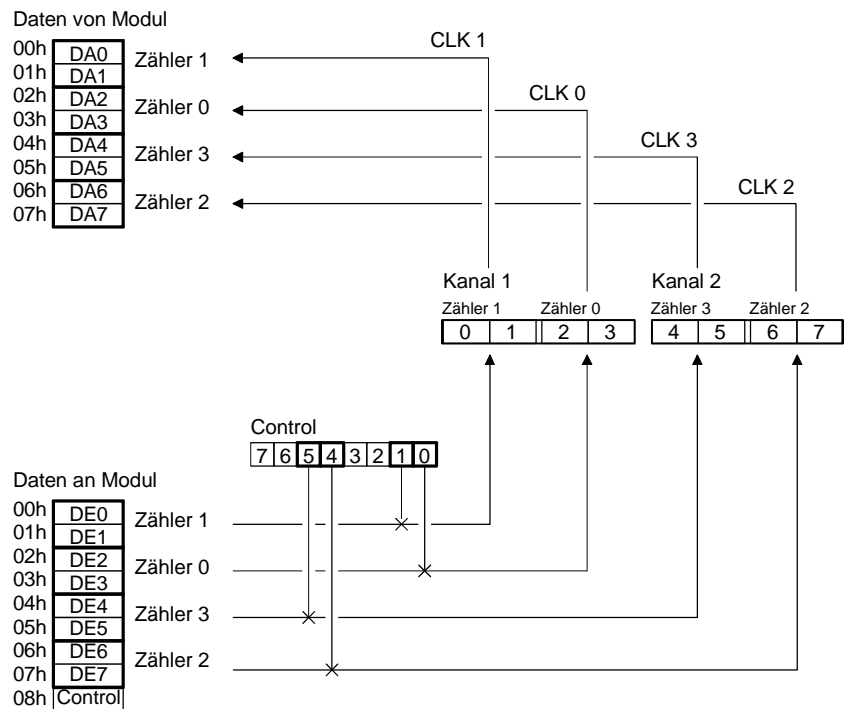 Daten von Modul
CLK 1
00h DA0 Zähler 1
01h DA1
CLK 0
02h DA2 Zähler 0
03h DA3
CLK 3
04h DA4 Zähler 3
05h DA5
CLK 2
06h DA6 Zähler 2
07h DA7
Kanal 1 Kanal 2
Zähler 1 Zähler 0 Zähler 3 Zähler 2
0 1 2 3 4 5 6 7
Control
7 6 5 4 3 2 1 0
Daten an Modul
00h DE0 Zähler 1
01h DE1
02h DE2 Zähler 0
03h DE3
04h DE4 Zähler 3
05h DE5
06h DE6 Zähler 2
07h DE7
08h Control